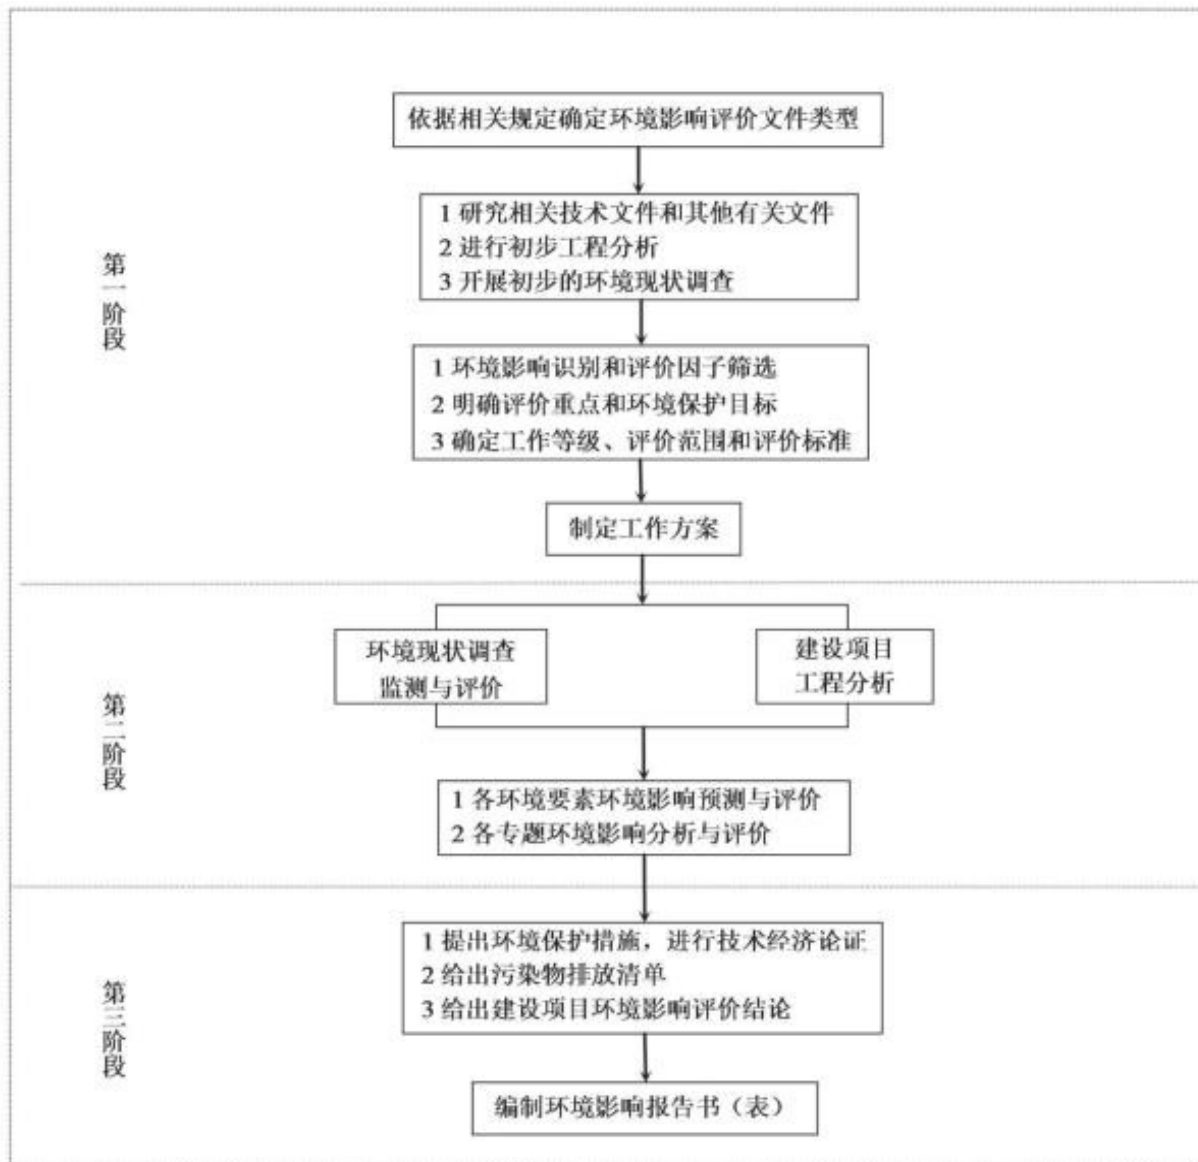 依据相关规定确定环境影响评价文件类型
1 研究相关技术文件和其他有关文件
2 进行初步工程分析
3 开展初步的环境现状调查
第一阶段
1 环境影响识别和评价因子筛选
2 明确评价重点和环境保护目标
3 确定工作等级、评价范围和评价标准
制定工作方案
环境现状调查
监测与评价
建设项目
工程分析
第二阶段
1 各环境要素环境影响预测与评价
2 各专题环境影响分析与评价
1 提出环境保护措施，进行技术经济论证
2 给出污染物排放清单
3 给出建设项目环境影响评价结论
第三阶段
编制环境影响报告书（表）